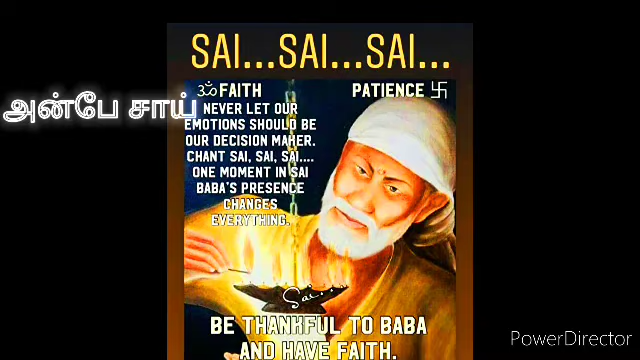 SAI...SAI...SAI...
ॐ FAITH
PATIENCE 卐
அன்பே சாய்
NEVER LET OUR
EMOTIONS SHOULD BE
OUR DECISION MAKER.
CHANT SAI, SAI, SAI....
ONE MOMENT IN SAI
BABA'S PRESENCE
CHANGES
EVERYTHING.
Sai...
BE THANKFUL TO BABA
AND HAVE FAITH.
PowerDirector